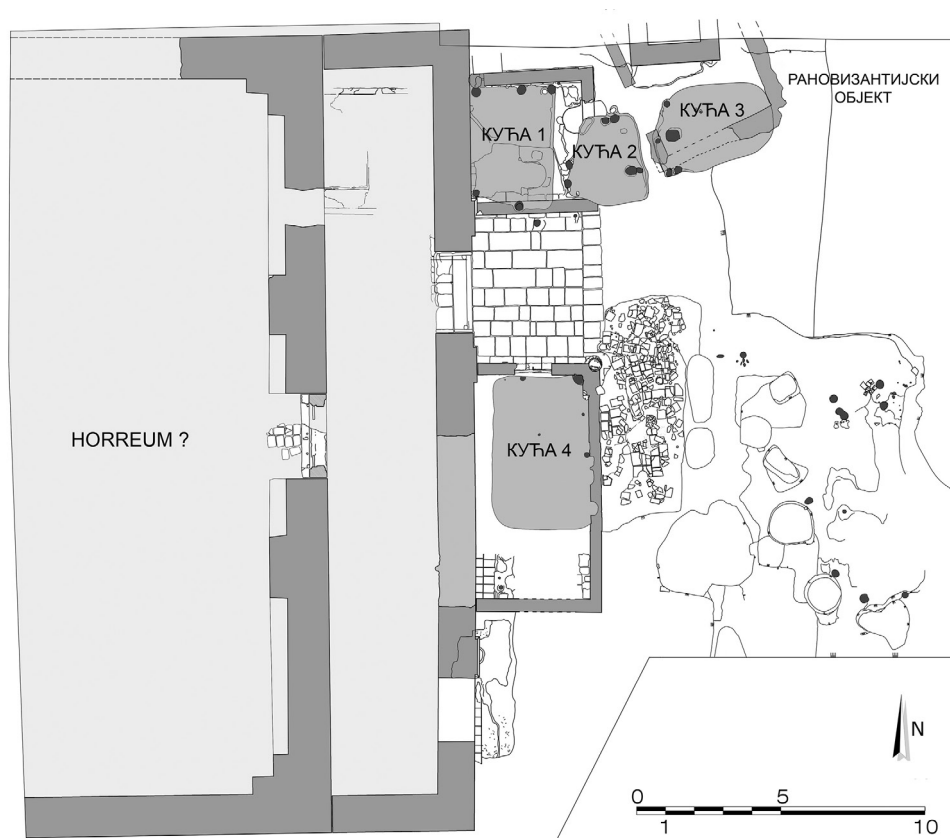 РАНОВИЗАНТИЈСКИ
ОБЈЕКТ
КУЋА 1
КУЋА 2
КУЋА 3
HORREUM ?
КУЋА 4
N
0 5
1 10